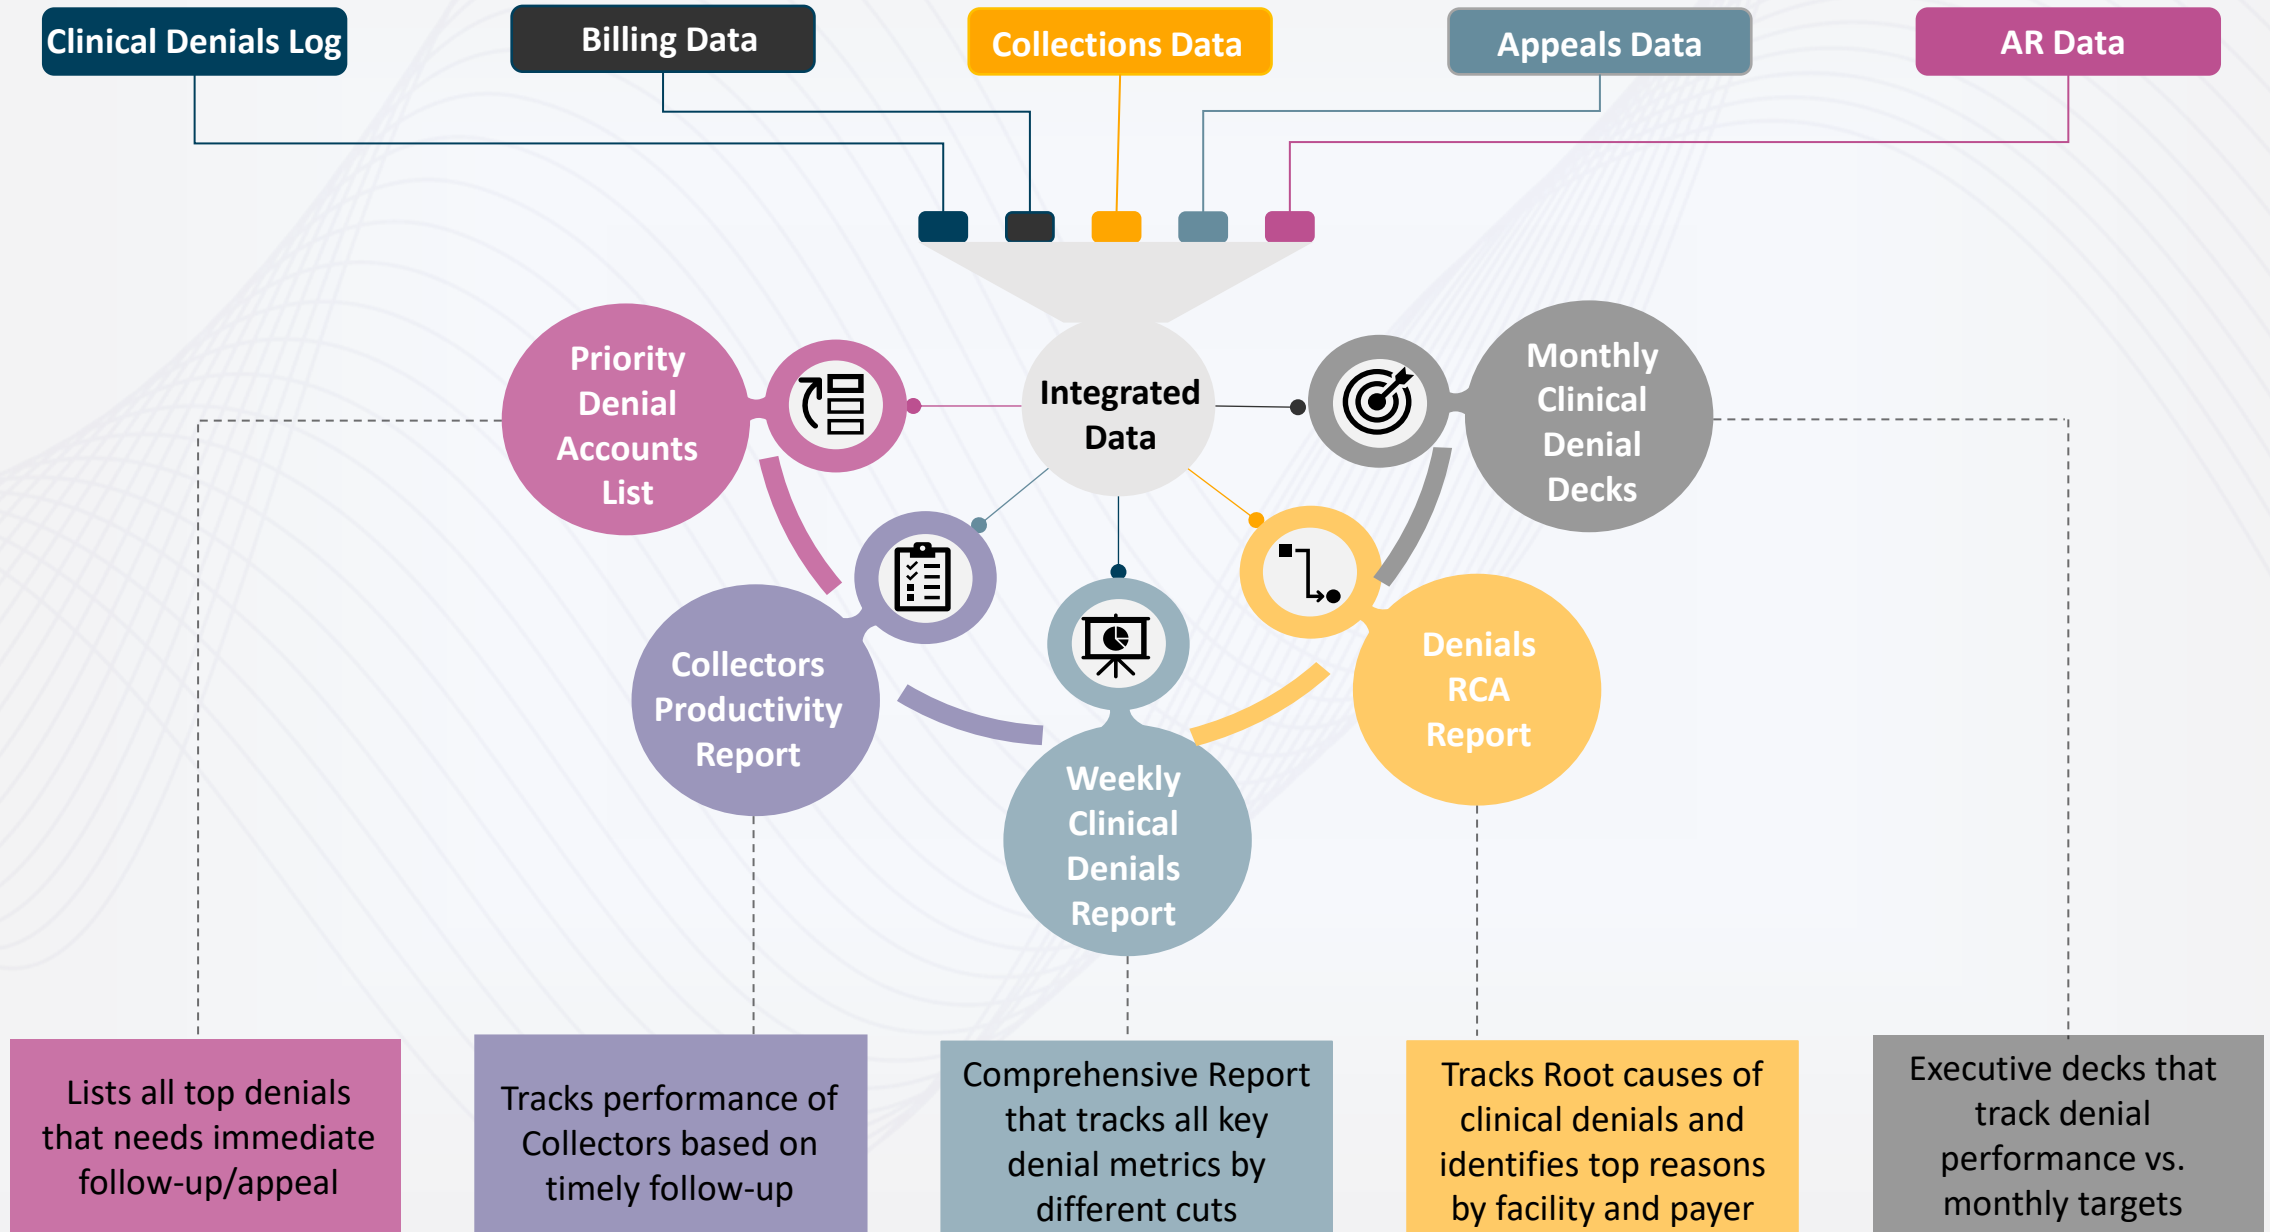 Clinical Denials Log
Billing Data
Collections Data
Appeals Data
AR Data
Integrated
Data
Priority
Denial
Accounts
List
Collectors
Productivity
Report
Weekly
Clinical
Denials
Report
Denials
RCA
Report
Monthly
Clinical
Denial
Decks
Lists all top denials
that needs immediate
follow-up/appeal
Tracks performance of
Collectors based on
timely follow-up
Comprehensive Report
that tracks all key
denial metrics by
different cuts
Tracks Root causes of
clinical denials and
identifies top reasons
by facility and payer
Executive decks that
track denial
performance vs.
monthly targets